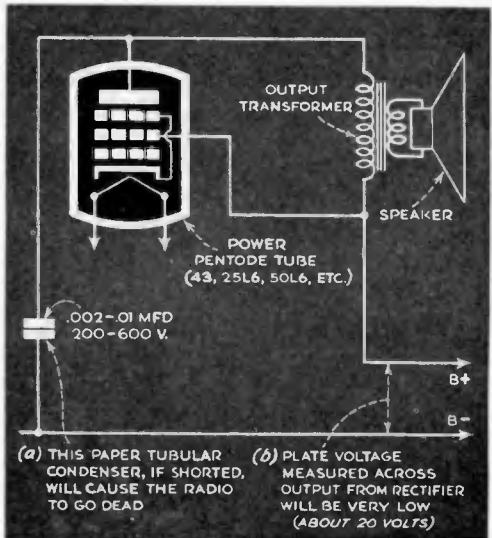 OUTPUT
TRANSFORMER
SPEAKER
POWER
PENTODE TUBE
(43, 25L6, 50L6, ETC.)
.002-.01 MFD
200-600 V.
B+
B-
(a) THIS PAPER TUBULAR
CONDENSER, IF SHORTED,
WILL CAUSE THE RADIO
TO GO DEAD
(b) PLATE VOLTAGE
MEASURED ACROSS
OUTPUT FROM RECTIFIER
WILL BE VERY LOW
(ABOUT 20 VOLTS)